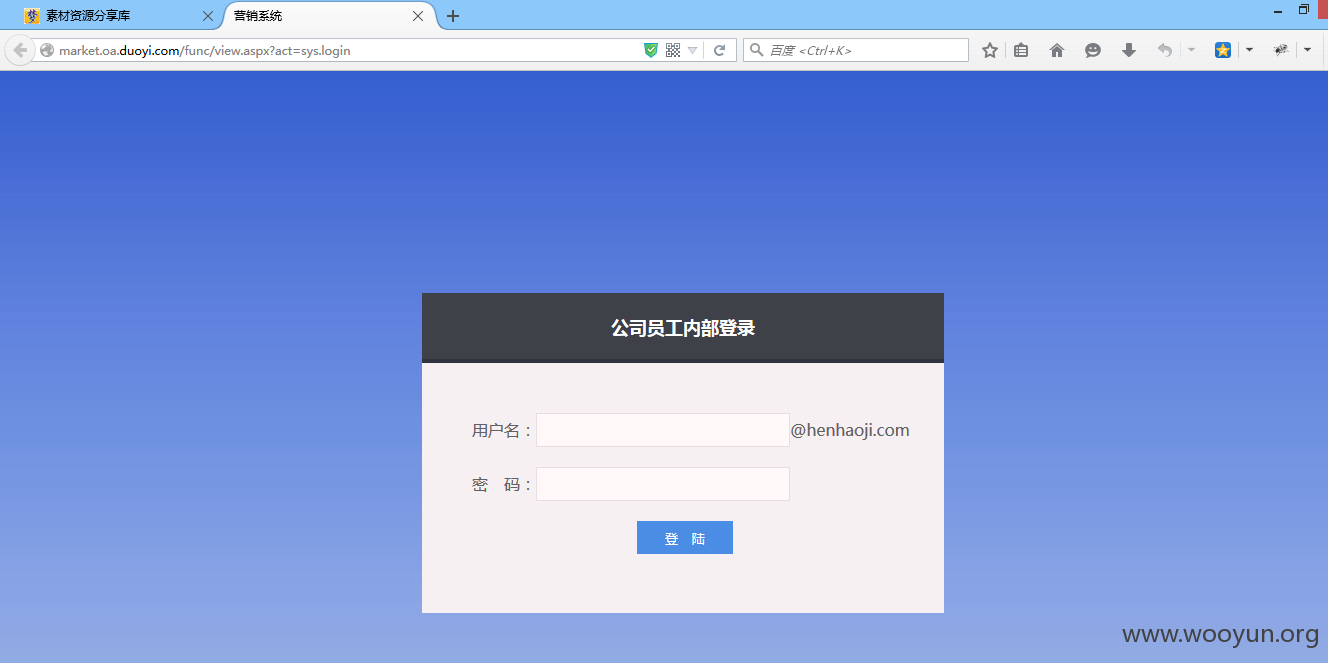 素材资源分享库
营销系统
market.oa.duoyi.com/func/view.aspx?act=sys.login
百度 <Ctrl+K>
公司员工内部登录
用户名：
@henhaoji.com
密 码：
登 陆
www.wooyun.org